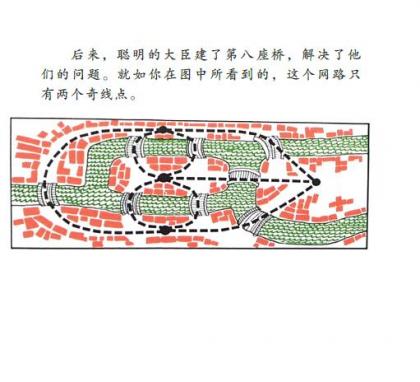 后来，聪明的大臣建了第八座桥，解决了他
们的问题。就如你在图中所看到的，这个网路只
有两个奇线点。